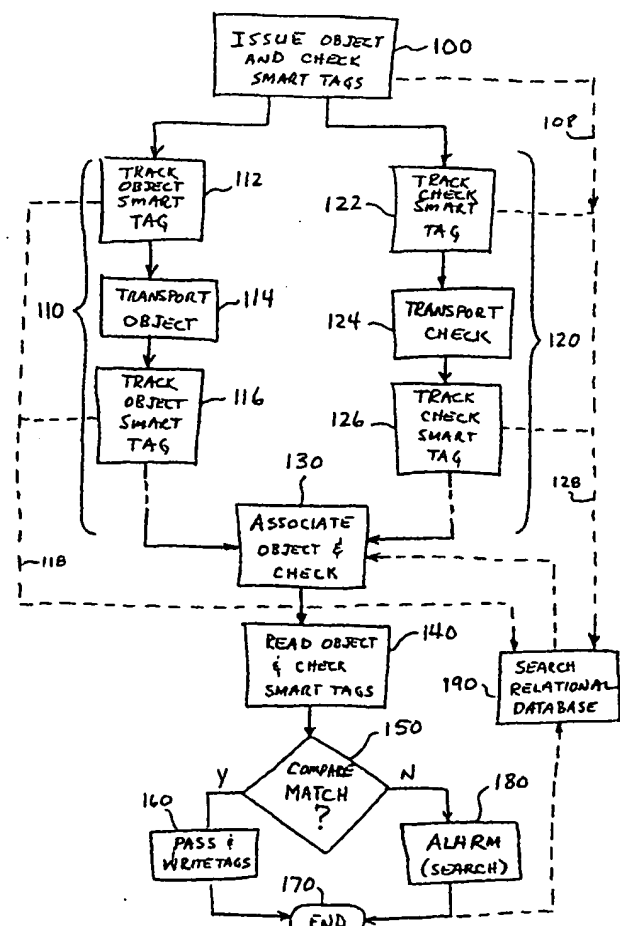 ISSUE OBJECT
AND CHECK
SMART TAGS
100
108
TRACK
OBJECT
SMART
TAG
112
TRACK
CHECK
SMART
TAG
122
110
TRANSPORT
OBJECT
114
TRANSPORT
CHECK
124
120
TRACK
OBJECT
SMART
TAG
116
TRACK
CHECK
SMART
TAG
126
128
130
ASSOCIATE
OBJECT &
CHECK
118
READ OBJECT
& CHECK
SMART TAGS
140
SEARCH
RELATIONAL
DATABASE
190
150
COMPARE
MATCH
?
Y
N
160
PASS &
WRITE TAGS
180
ALARM
(SEARCH)
170
END